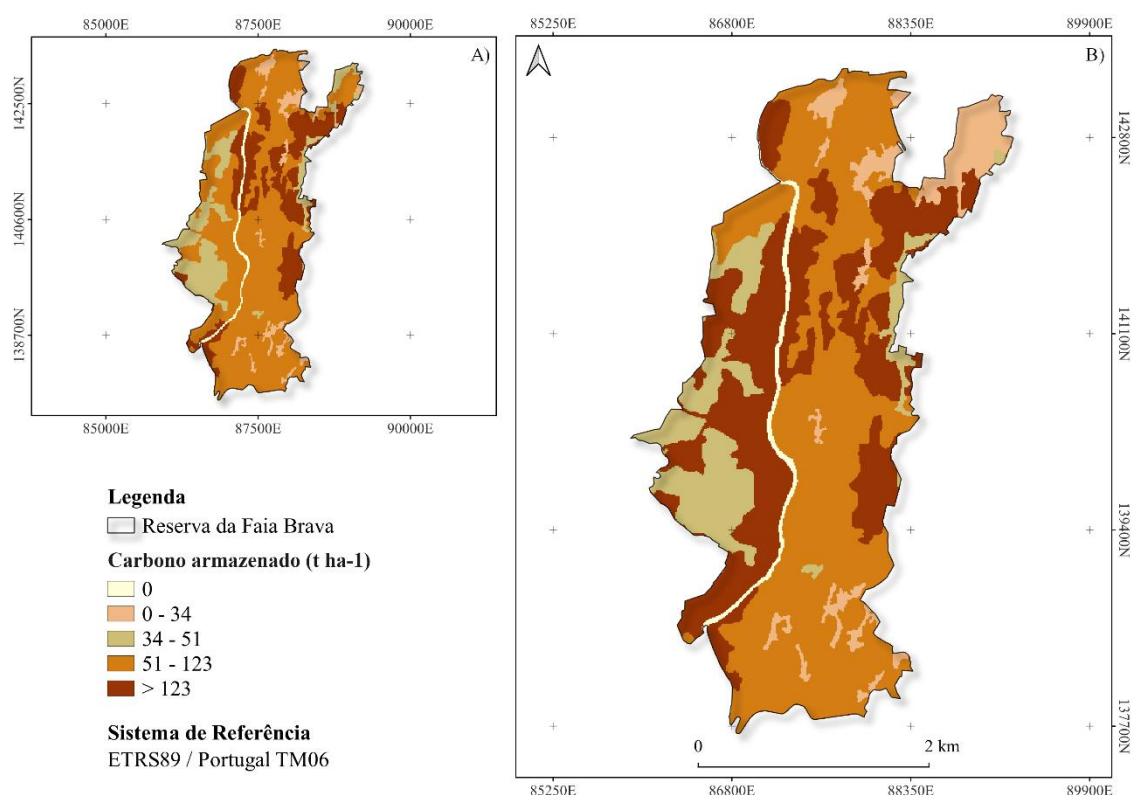 85000E 87500E 90000E
A)
142500N
140600N
138700N
85000E 87500E 90000E
Legenda
Reserva da Faia Brava
Carbono armazenado (t ha-1)
0
0 - 34
34 - 51
51 - 123
> 123
Sistema de Referência
ETRS89 / Portugal TM06
85250E 86800E 88350E 89900E
B)
142800N
141100N
139400N
137700N
0 2 km
85250E 86800E 88350E 89900E